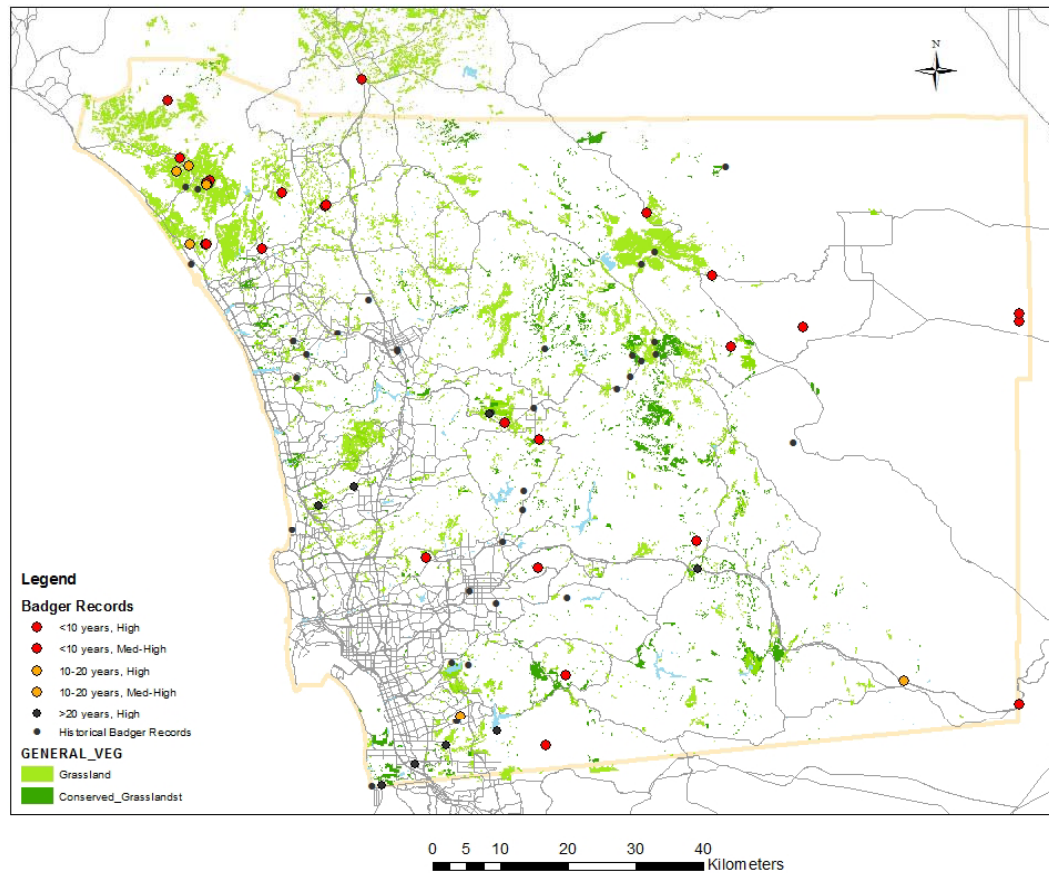 N
Legend
Badger Records
<10 years, High
<10 years, Med-High
10-20 years, High
10-20 years, Med-High
>20 years, High
Historical Badger Records
GENERAL_VEG
Grassland
Conserved_Grasslandst
0 5 10 20 30 40
Kilometers